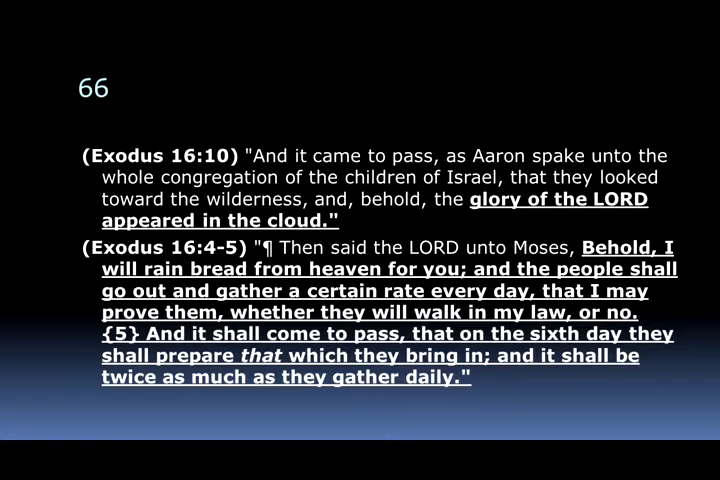 66
(Exodus 16:10) "And it came to pass, as Aaron spake unto the
whole congregation of the children of Israel, that they looked
toward the wilderness, and, behold, the glory of the LORD
appeared in the cloud."
(Exodus 16:4-5) "¶ Then said the LORD unto Moses, Behold, I
will rain bread from heaven for you; and the people shall
go out and gather a certain rate every day, that I may
prove them, whether they will walk in my law, or no.
{5} And it shall come to pass, that on the sixth day they
shall prepare that which they bring in; and it shall be
twice as much as they gather daily."